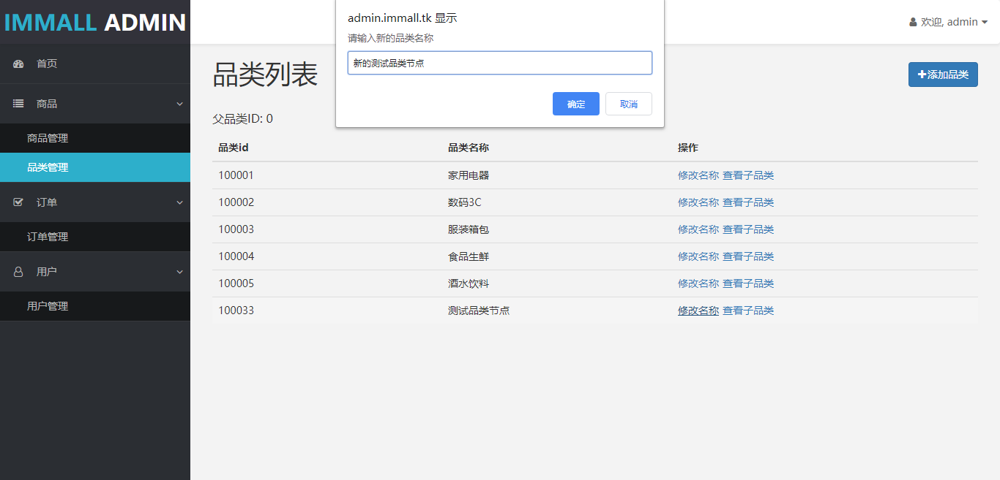 IMMALL ADMIN
首页
商品
商品管理
品类管理
订单
订单管理
用户
用户管理
admin.immall.tk 显示
请输入新的品类名称
新的测试品类节点
确定 取消
欢迎, admin
品类列表
添加品类
父品类ID: 0
品类id 品类名称 操作
100001 家用电器 修改名称 查看子品类
100002 数码3C 修改名称 查看子品类
100003 服装箱包 修改名称 查看子品类
100004 食品生鲜 修改名称 查看子品类
100005 酒水饮料 修改名称 查看子品类
100033 测试品类节点 修改名称 查看子品类